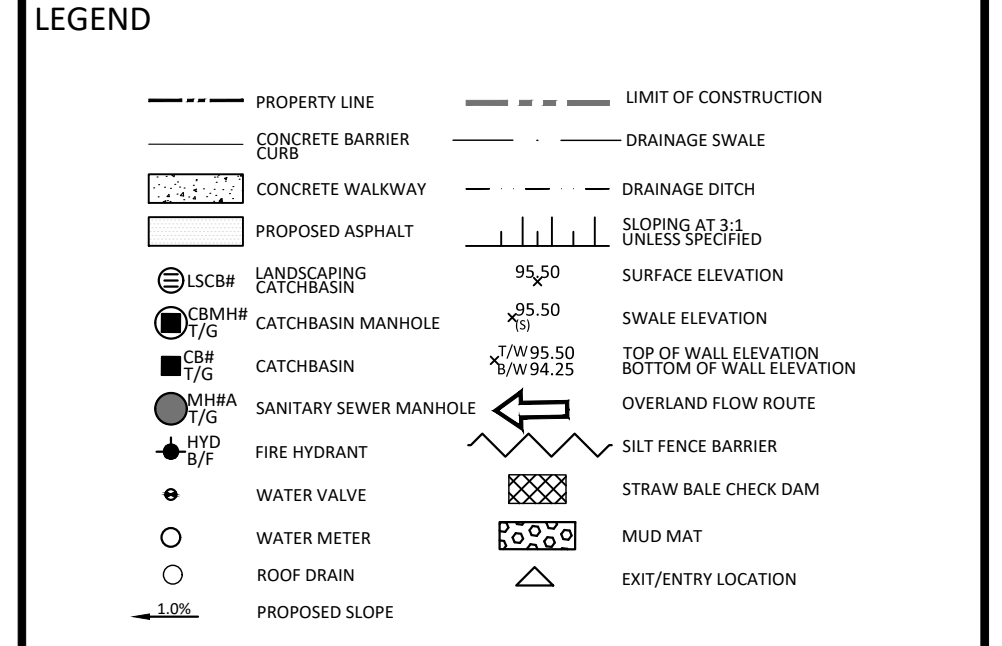 LEGEND
PROPERTY LINE
CONCRETE BARRIER
CURB
CONCRETE WALKWAY
PROPOSED ASPHALT
LSCB#
LANDSCAPING
CATCHBASIN
CBMH#
T/G
CATCHBASIN MANHOLE
CB#
T/G
CATCHBASIN
MH#A
T/G
SANITARY SEWER MANHOLE
HYD
B/F
FIRE HYDRANT
WATER VALVE
WATER METER
ROOF DRAIN
1.0%
PROPOSED SLOPE
LIMIT OF CONSTRUCTION
DRAINAGE SWALE
DRAINAGE DITCH
SLOPING AT 3:1
UNLESS SPECIFIED
95.50
SURFACE ELEVATION
95.50
(S)
SWALE ELEVATION
T/W 95.50
B/W 94.25
TOP OF WALL ELEVATION
BOTTOM OF WALL ELEVATION
OVERLAND FLOW ROUTE
SILT FENCE BARRIER
STRAW BALE CHECK DAM
MUD MAT
EXIT/ENTRY LOCATION